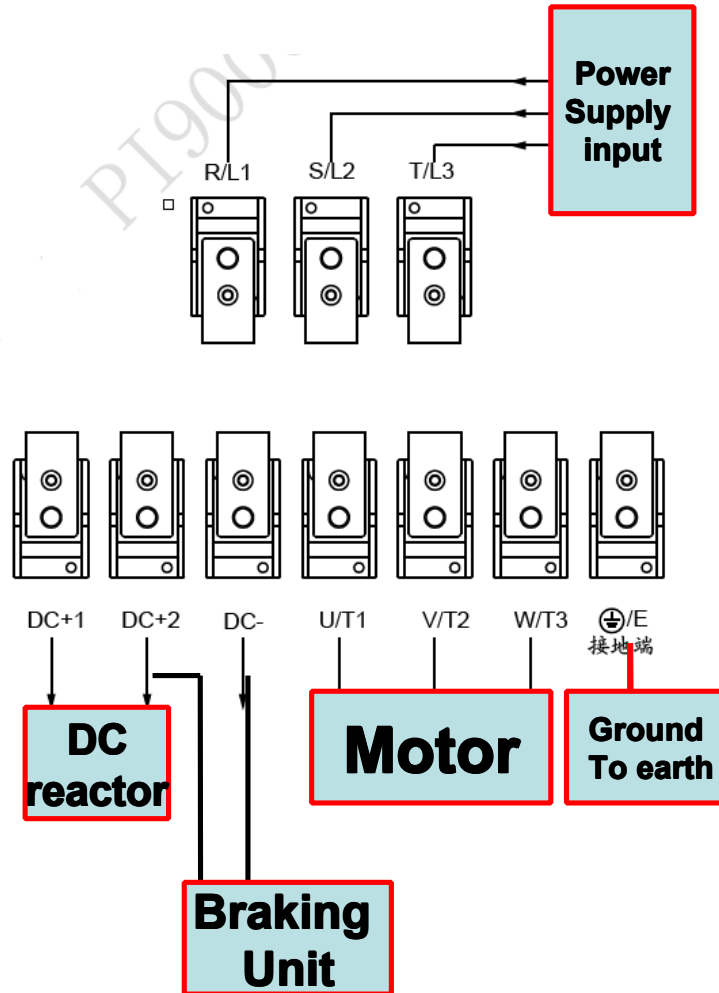 PI900
Power
Supply
input
R/L1 S/L2 T/L3
DC+1 DC+2 DC- U/T1 V/T2 W/T3 /E
接地端
DC
reactor
Motor
Ground
To earth
Braking
Unit